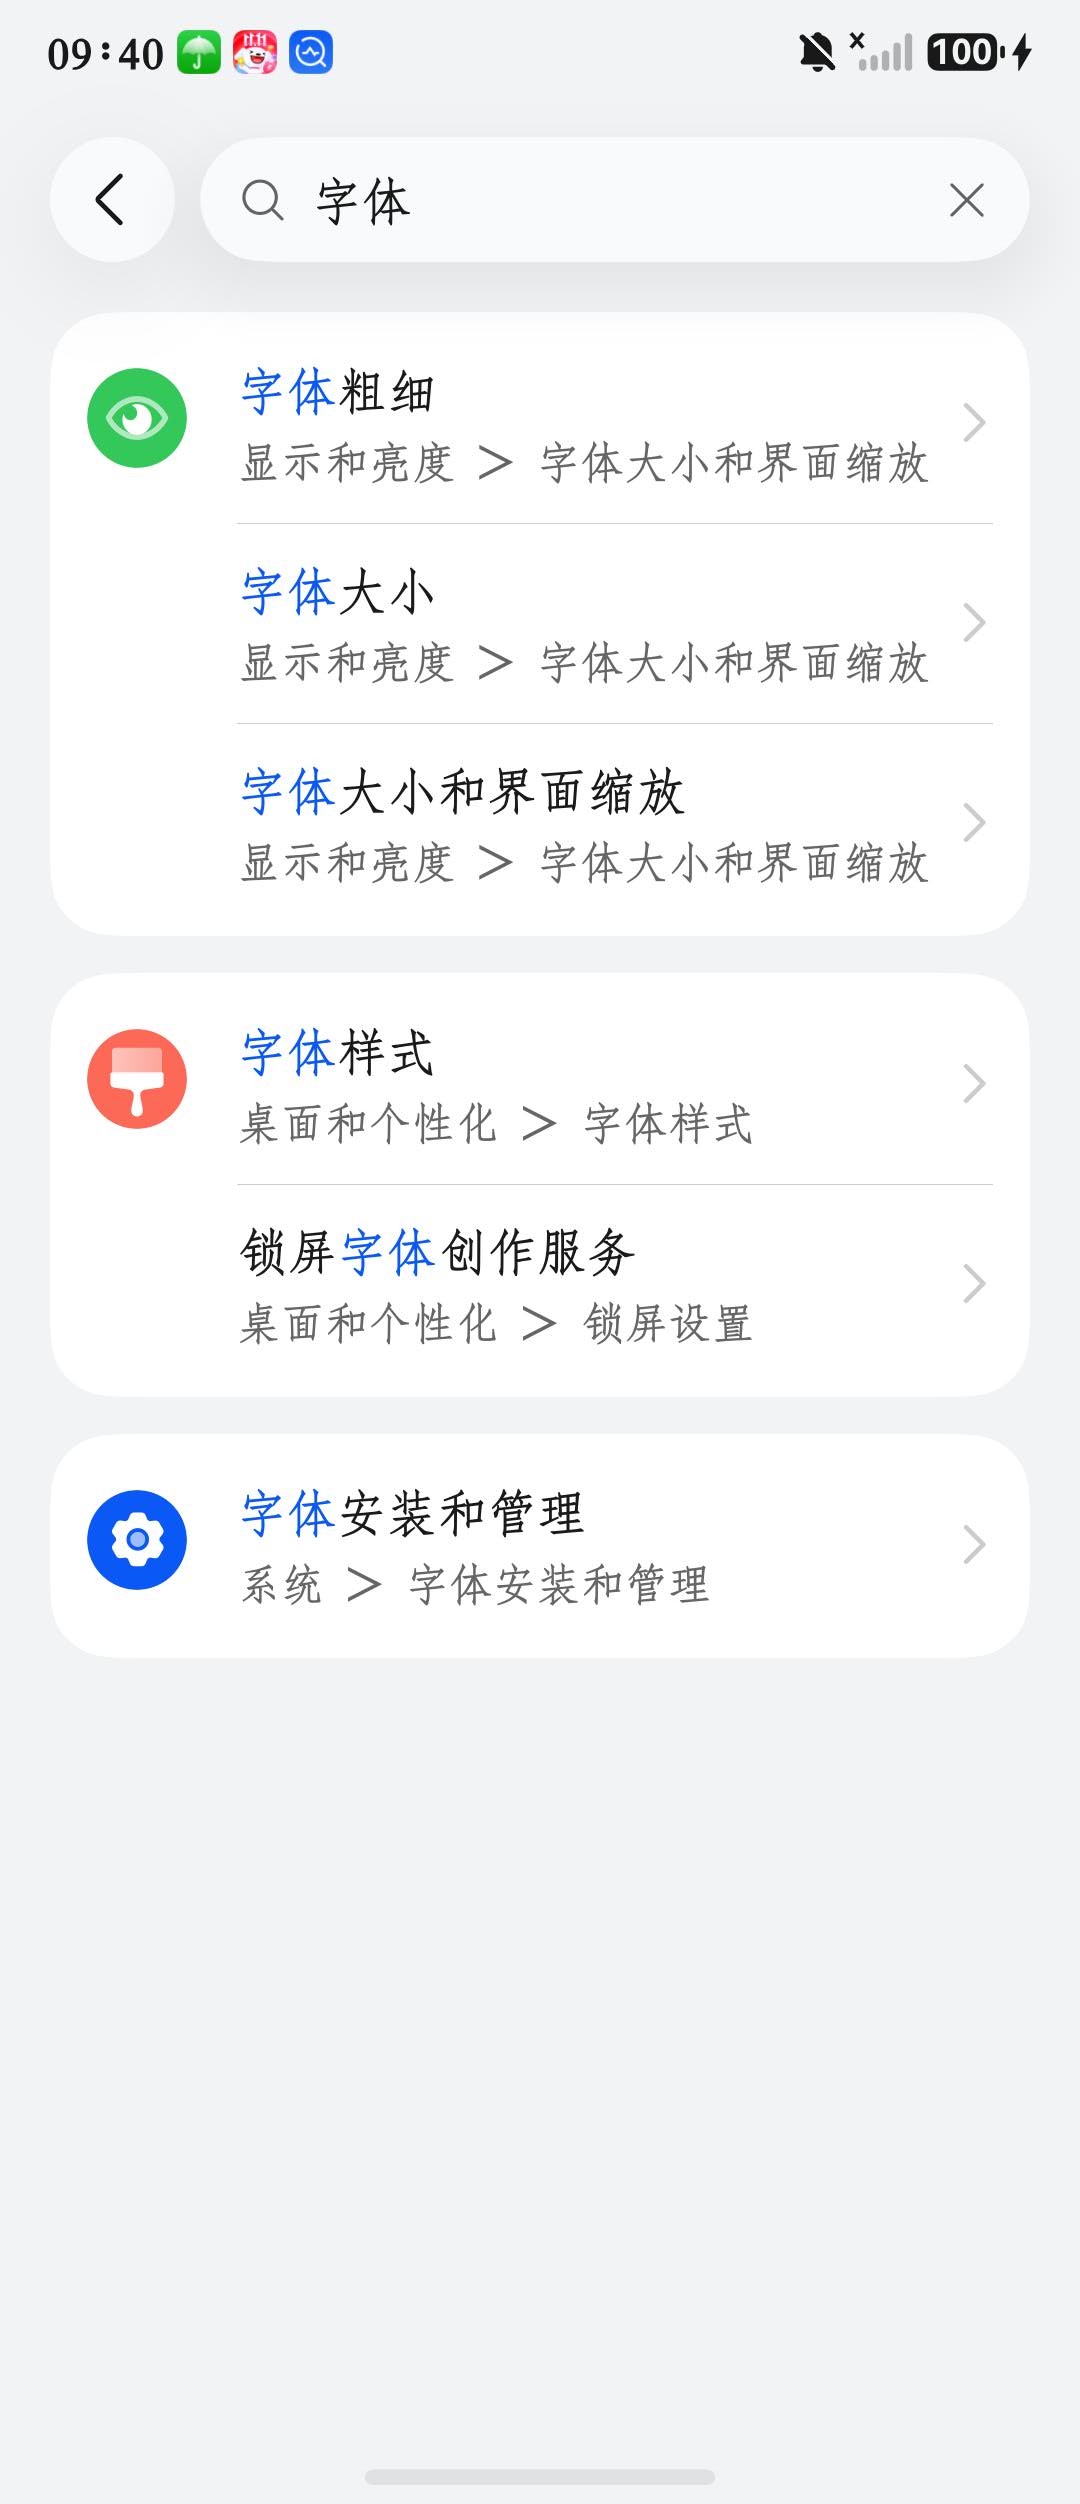 09:40
100
字体
字体粗细
显示和亮度 > 字体大小和界面缩放
字体大小
显示和亮度 > 字体大小和界面缩放
字体大小和界面缩放
显示和亮度 > 字体大小和界面缩放
字体样式
桌面和个性化 > 字体样式
锁屏字体创作服务
桌面和个性化 > 锁屏设置
字体安装和管理
系统 > 字体安装和管理